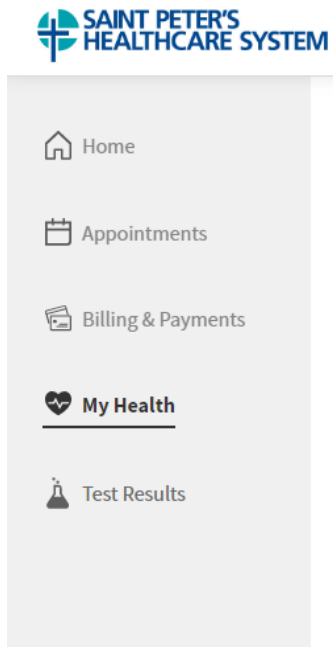 SAINT PETER'S
HEALTHCARE SYSTEM
Home
Appointments
Billing & Payments
My Health
Test Results